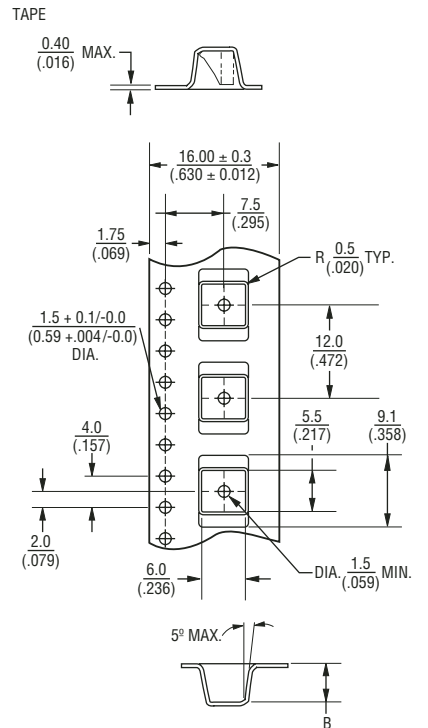 TAPE
0.40
(.016)
MAX.
16.00 ± 0.3
(.630 ± 0.012)
7.5
(.295)
1.75
(.069)
R 0.5
(.020)
TYP.
1.5 + 0.1/-0.0
(0.59 +.004/-0.0)
DIA.
12.0
(.472)
5.5
(.217)
9.1
(.358)
4.0
(.157)
2.0
(.079)
6.0
(.236)
DIA. 1.5
(.059)
MIN.
5º MAX.
B